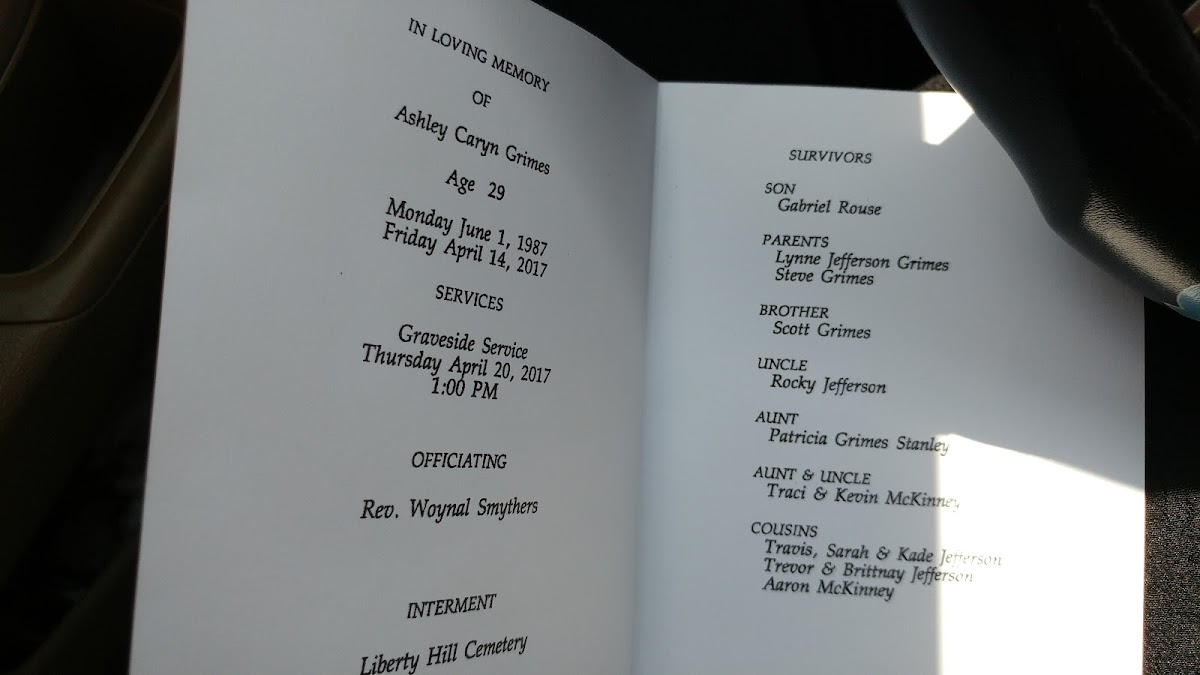 IN LOVING MEMORY
OF
Ashley Caryn Grimes
Age 29
Monday June 1, 1987
Friday April 14, 2017
SERVICES
Graveside Service
Thursday April 20, 2017
1:00 PM
OFFICIATING
Rev. Woynal Smythers
INTERMENT
Liberty Hill Cemetery
SURVIVORS
SON
Gabriel Rouse
PARENTS
Lynne Jefferson Grimes
Steve Grimes
BROTHER
Scott Grimes
UNCLE
Rocky Jefferson
AUNT
Patricia Grimes Stanley
AUNT & UNCLE
Traci & Kevin McKinney
COUSINS
Travis, Sarah & Kade Jefferson
Trevor & Brittnay Jefferson
Aaron McKinney